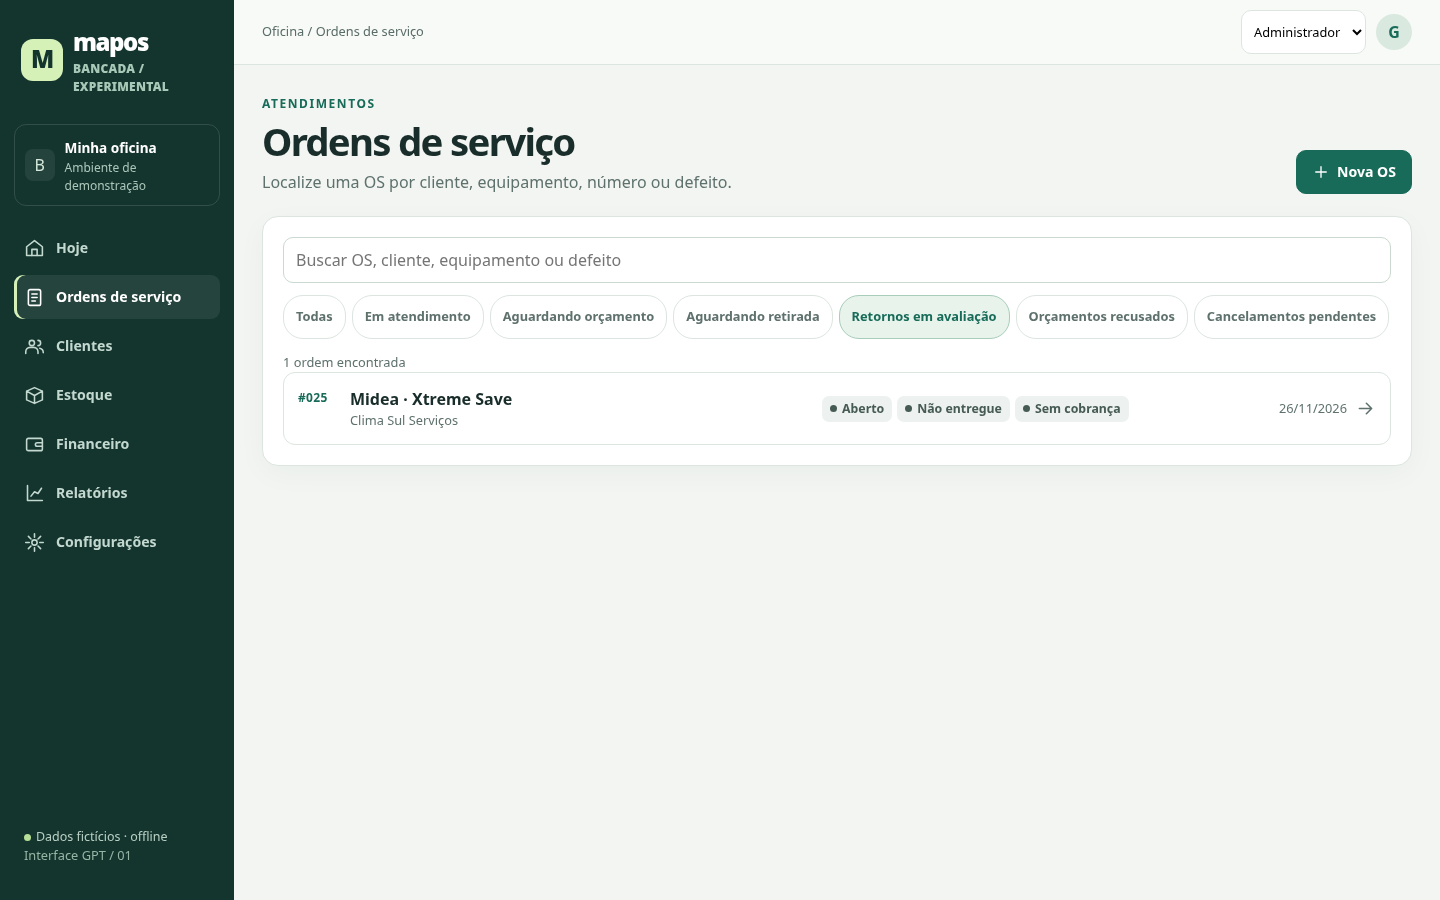 M
mapos
BANCADA /
EXPERIMENTAL
B
Minha oficina
Ambiente de
demonstração
Hoje
Ordens de serviço
Clientes
Estoque
Financeiro
Relatórios
Configurações
Dados fictícios · offline
Interface GPT / 01
Oficina / Ordens de serviço
Administrador
G
ATENDIMENTOS
Ordens de serviço
Localize uma OS por cliente, equipamento, número ou defeito.
Nova OS
Buscar OS, cliente, equipamento ou defeito
Todas
Em atendimento
Aguardando orçamento
Aguardando retirada
Retornos em avaliação
Orçamentos recusados
Cancelamentos pendentes
1 ordem encontrada
#025
Midea · Xtreme Save
Clima Sul Serviços
Aberto
Não entregue
Sem cobrança
26/11/2026